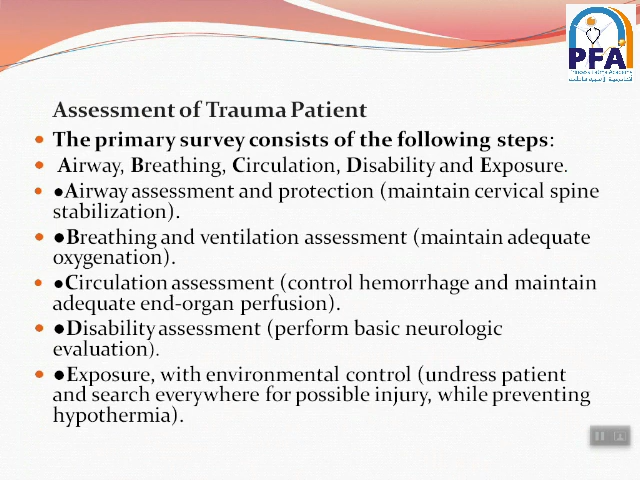 PFA
Princess Fatma Academy
Assessment of Trauma Patient
The primary survey consists of the following steps:
Airway, Breathing, Circulation, Disability and Exposure.
●Airway assessment and protection (maintain cervical spine
stabilization).
●Breathing and ventilation assessment (maintain adequate
oxygenation).
●Circulation assessment (control hemorrhage and maintain
adequate end-organ perfusion).
●Disability assessment (perform basic neurologic
evaluation).
●Exposure, with environmental control (undress patient
and search everywhere for possible injury, while preventing
hypothermia).